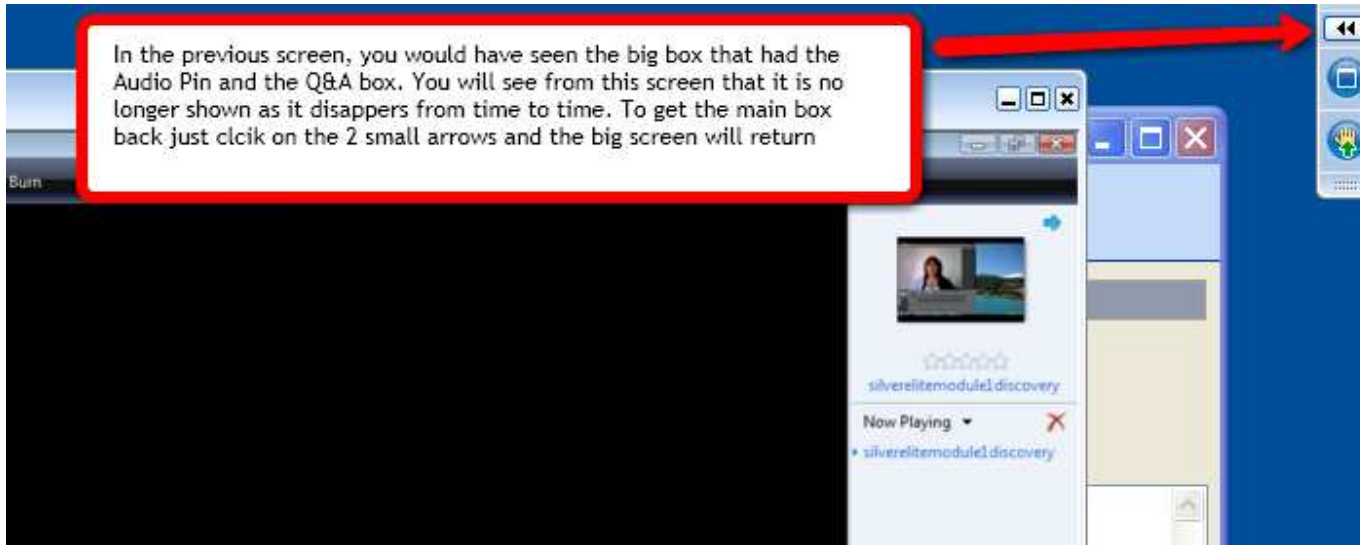 In the previous screen, you would have seen the big box that had the
Audio Pin and the Q&A box. You will see from this screen that it is no
longer shown as it disappers from time to time. To get the main box
back just clcik on the 2 small arrows and the big screen will return
Burn
silverelitemodule1discovery
Now Playing
silverelitemodule1discovery